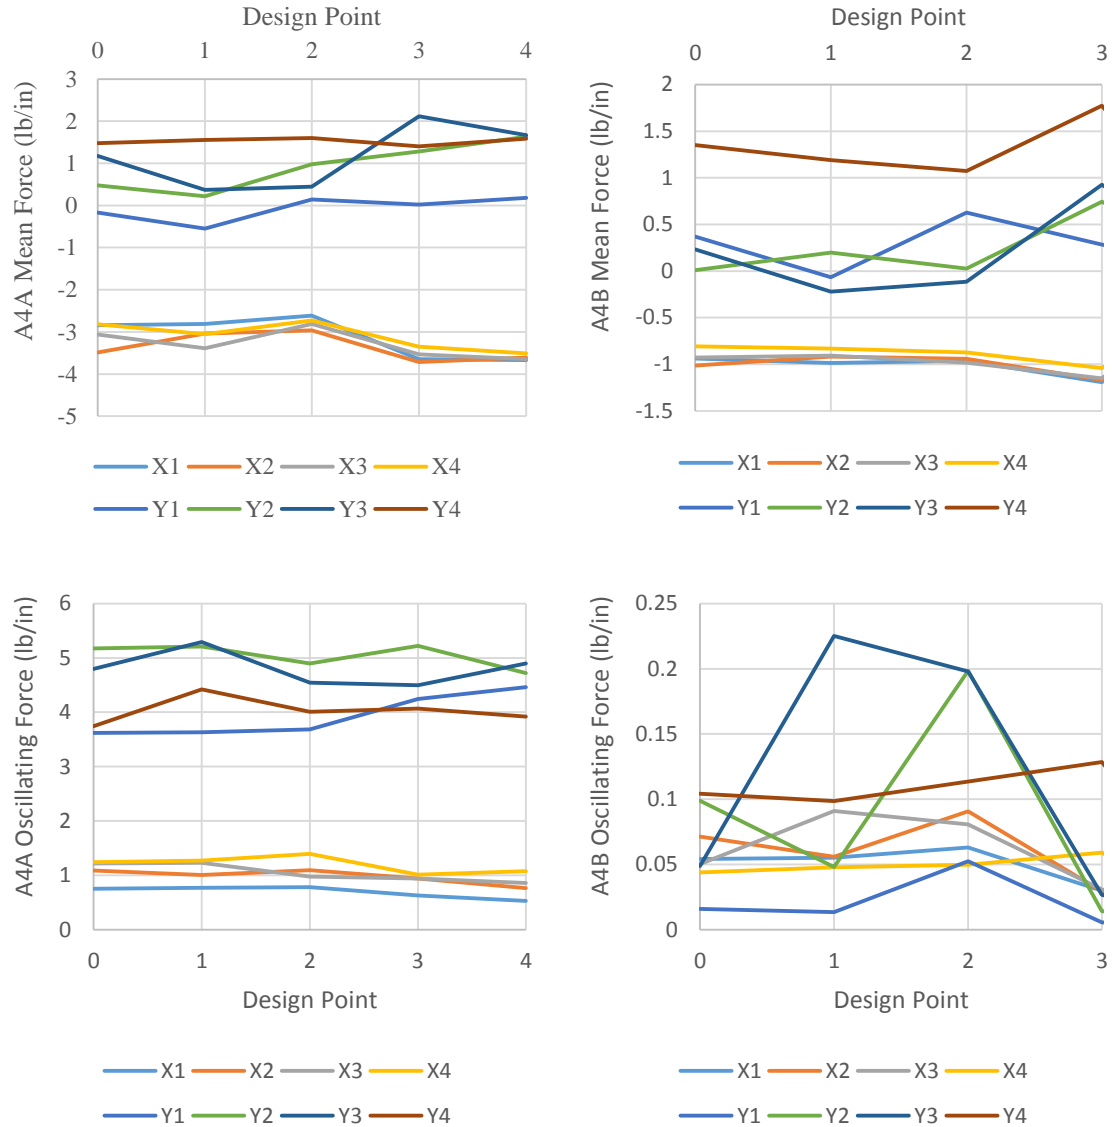 Design Point
0 1 2 3 4
A4A Mean Force (lb/in)
3
2
1
0
-1
-2
-3
-4
-5
X1 X2 X3 X4
Y1 Y2 Y3 Y4
Design Point
0 1 2 3
A4B Mean Force (lb/in)
2
1.5
1
0.5
0
-0.5
-1
-1.5
X1 X2 X3 X4
Y1 Y2 Y3 Y4
A4A Oscillating Force (lb/in)
6
5
4
3
2
1
0
0 1 2 3 4
Design Point
X1 X2 X3 X4
Y1 Y2 Y3 Y4
A4B Oscillating Force (lb/in)
0.25
0.2
0.15
0.1
0.05
0
0 1 2 3
Design Point
X1 X2 X3 X4
Y1 Y2 Y3 Y4